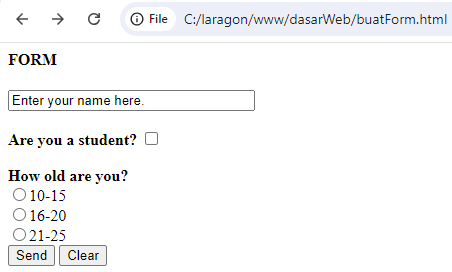 File C:/laragon/www/dasarWeb/buatForm.html
FORM
Enter your name here.
Are you a student?
How old are you?
10-15
16-20
21-25
Send Clear